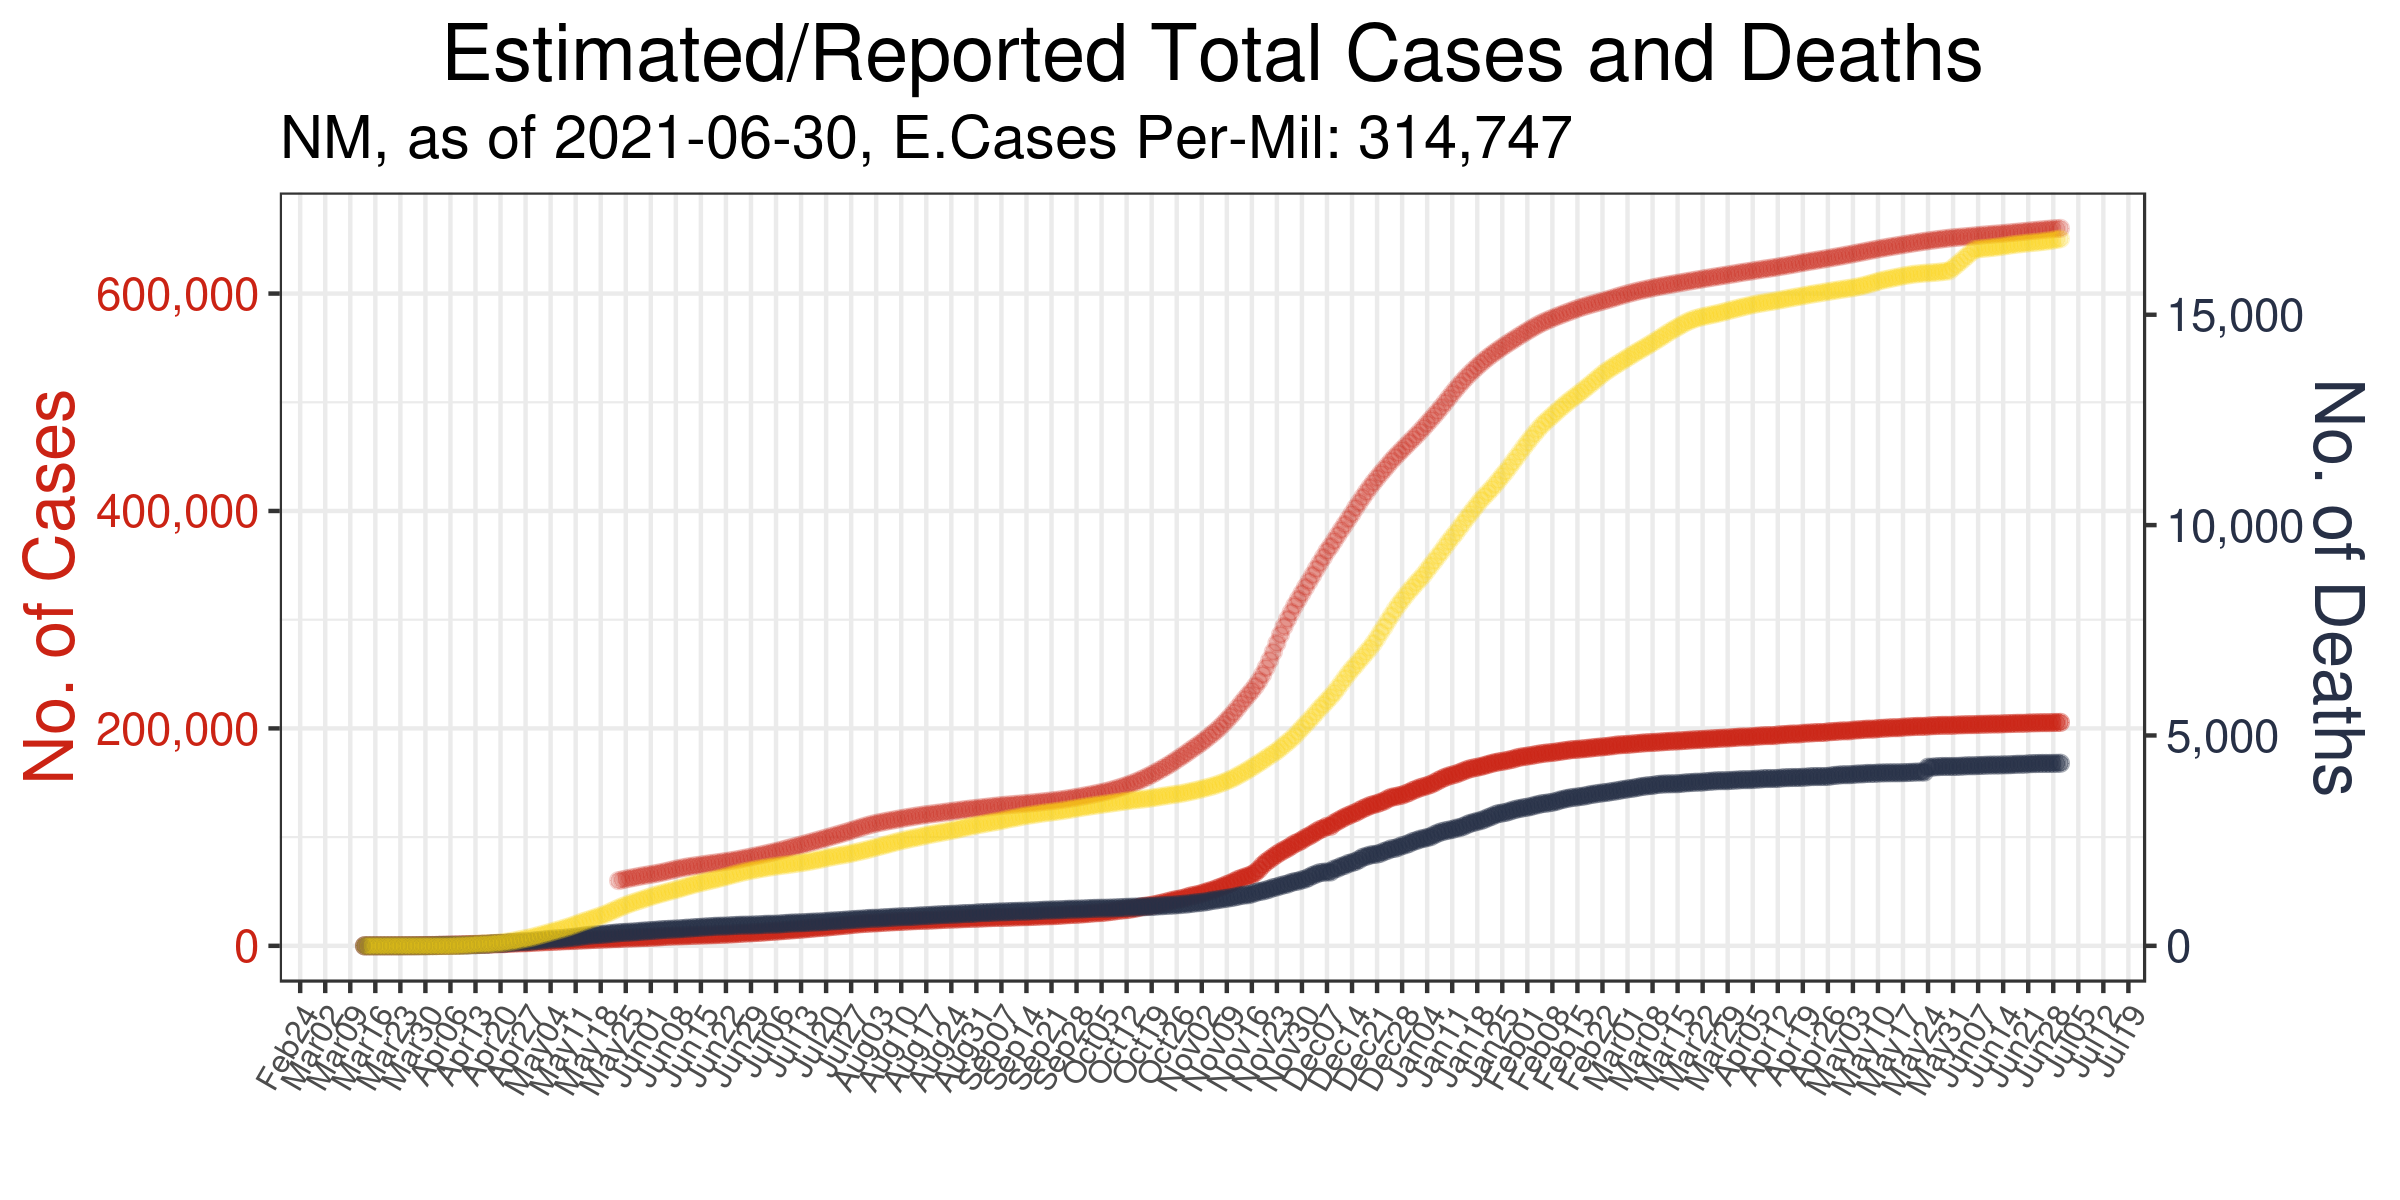 Estimated/Reported Total Cases and Deaths
NM, as of 2021-06-30, E.Cases Per-Mil: 314,747
No. of Cases
600,000
400,000
200,000
0
15,000
10,000
5,000
0
No. of Deaths
Feb24
Mar02
Mar09
Mar16
Mar23
Mar30
Apr06
Apr13
Apr20
Apr27
May04
May11
May18
May25
Jun01
Jun08
Jun15
Jun22
Jun29
Jul06
Jul13
Jul20
Jul27
Aug03
Aug10
Aug17
Aug24
Aug31
Sep07
Sep14
Sep21
Sep28
Oct05
Oct12
Oct19
Oct26
Nov02
Nov09
Nov16
Nov23
Nov30
Dec07
Dec14
Dec21
Dec28
Jan04
Jan11
Jan18
Jan25
Feb01
Feb08
Feb15
Feb22
Mar01
Mar08
Mar15
Mar22
Mar29
Apr05
Apr12
Apr19
Apr26
May03
May10
May17
May24
May31
Jun07
Jun14
Jun21
Jun28
Jul05
Jul12
Jul19